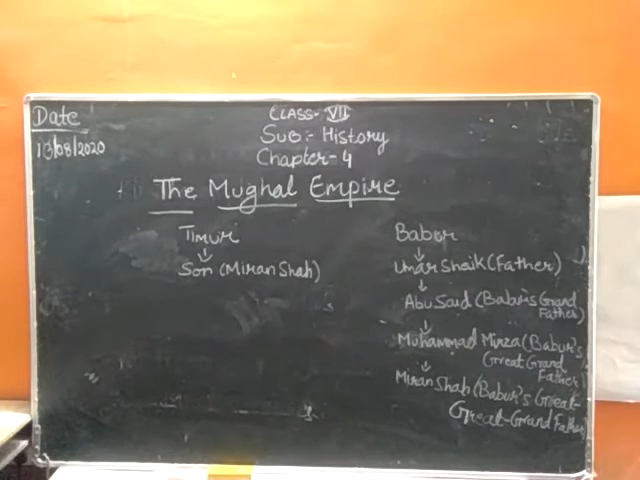 Date
10/08/2020
CLASS- VII
SUB:- History
Chapter-4
The Mughal Empire
Timur
↓
Son (Miran Shah)
Babur
↓
Umar Shaik (Father)
↓
Abu Said (Babur's Grand
Father)
↓
Muhammad Mirza (Babur's
Great Grand
Father)
↓
Miran Shah (Babur's Great-
Great-Grand Father)